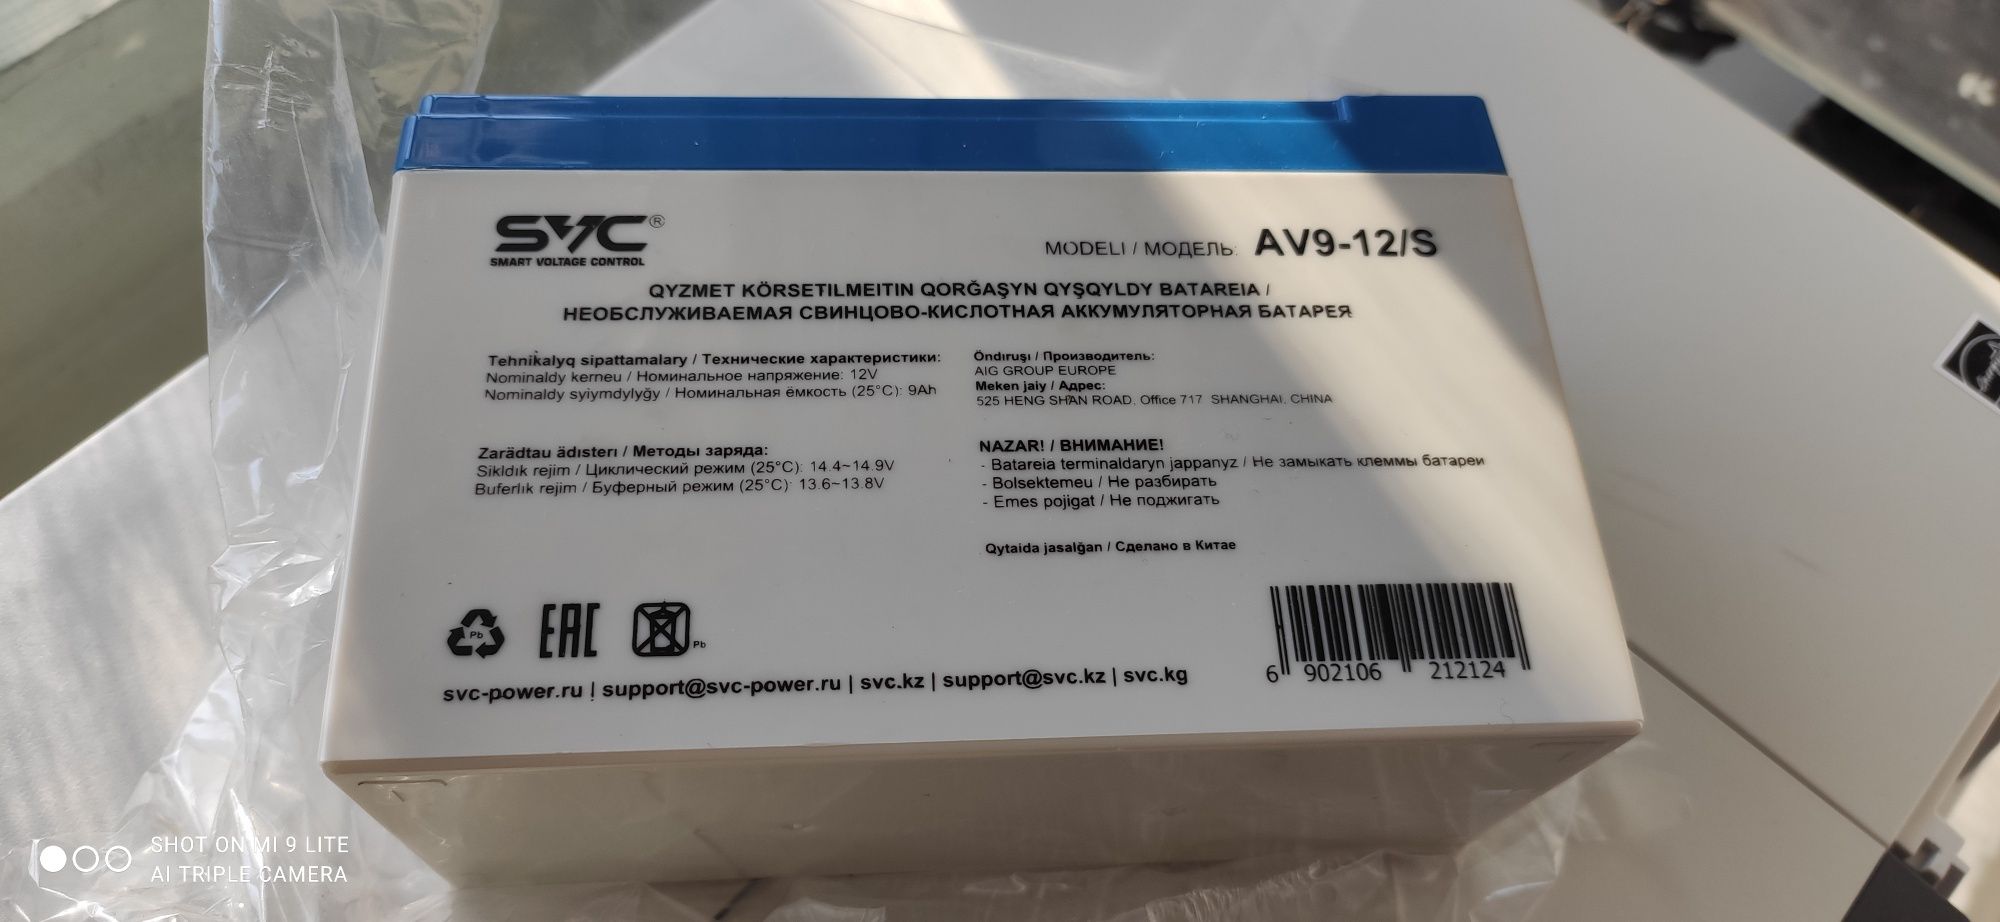 SVC®
SMART VOLTAGE CONTROL
MODELI / МОДЕЛЬ: AV9-12/S
QYZMET KÖRSETILMEITIN QORĞAŞYN QYŞQYLDY BATAREIA /
НЕОБСЛУЖИВАЕМАЯ СВИНЦОВО-КИСЛОТНАЯ АККУМУЛЯТОРНАЯ БАТАРЕЯ
Tehnikalyq sipattamalary / Технические характеристики:
Nominaldy kerneu / Номинальное напряжение: 12V
Nominaldy syiymdylyğy / Номинальная ёмкость (25°C): 9Ah
Öndıruşı / Производитель:
AIG GROUP EUROPE
Meken jaiy / Адрес:
525 HENG SHAN ROAD, Office 717 SHANGHAI, CHINA
Zarädtau ädısterı / Методы заряда:
Sikldık rejim / Циклический режим (25°C): 14.4~14.9V
Buferlık rejim / Буферный режим (25°C): 13.6~13.8V
NAZAR! / ВНИМАНИЕ!
- Batareia terminaldaryn jappanyz / Не замыкать клеммы батареи
- Bolsektemeu / Не разбирать
- Emes pojigat / Не поджигать
Qytaida jasalğan / Сделано в Китае
Pb
EAC
Pb
6 902106 212124
svc-power.ru | support@svc-power.ru | svc.kz | support@svc.kz | svc.kg
SHOT ON MI 9 LITE
AI TRIPLE CAMERA